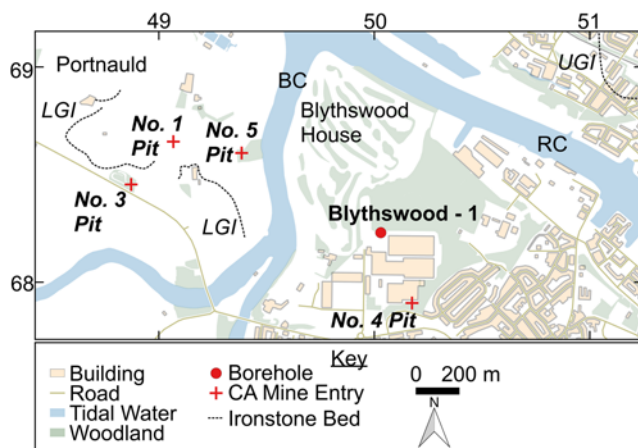 49
50
51
69
Portnauld
BC
UGI
LGI
Blythswood
House
No. 1
Pit
No. 5
Pit
RC
No. 3
Pit
LGI
Blythswood - 1
68
No. 4 Pit
Key
Building
Road
Tidal Water
Woodland
Borehole
CA Mine Entry
Ironstone Bed
0 200 m
N